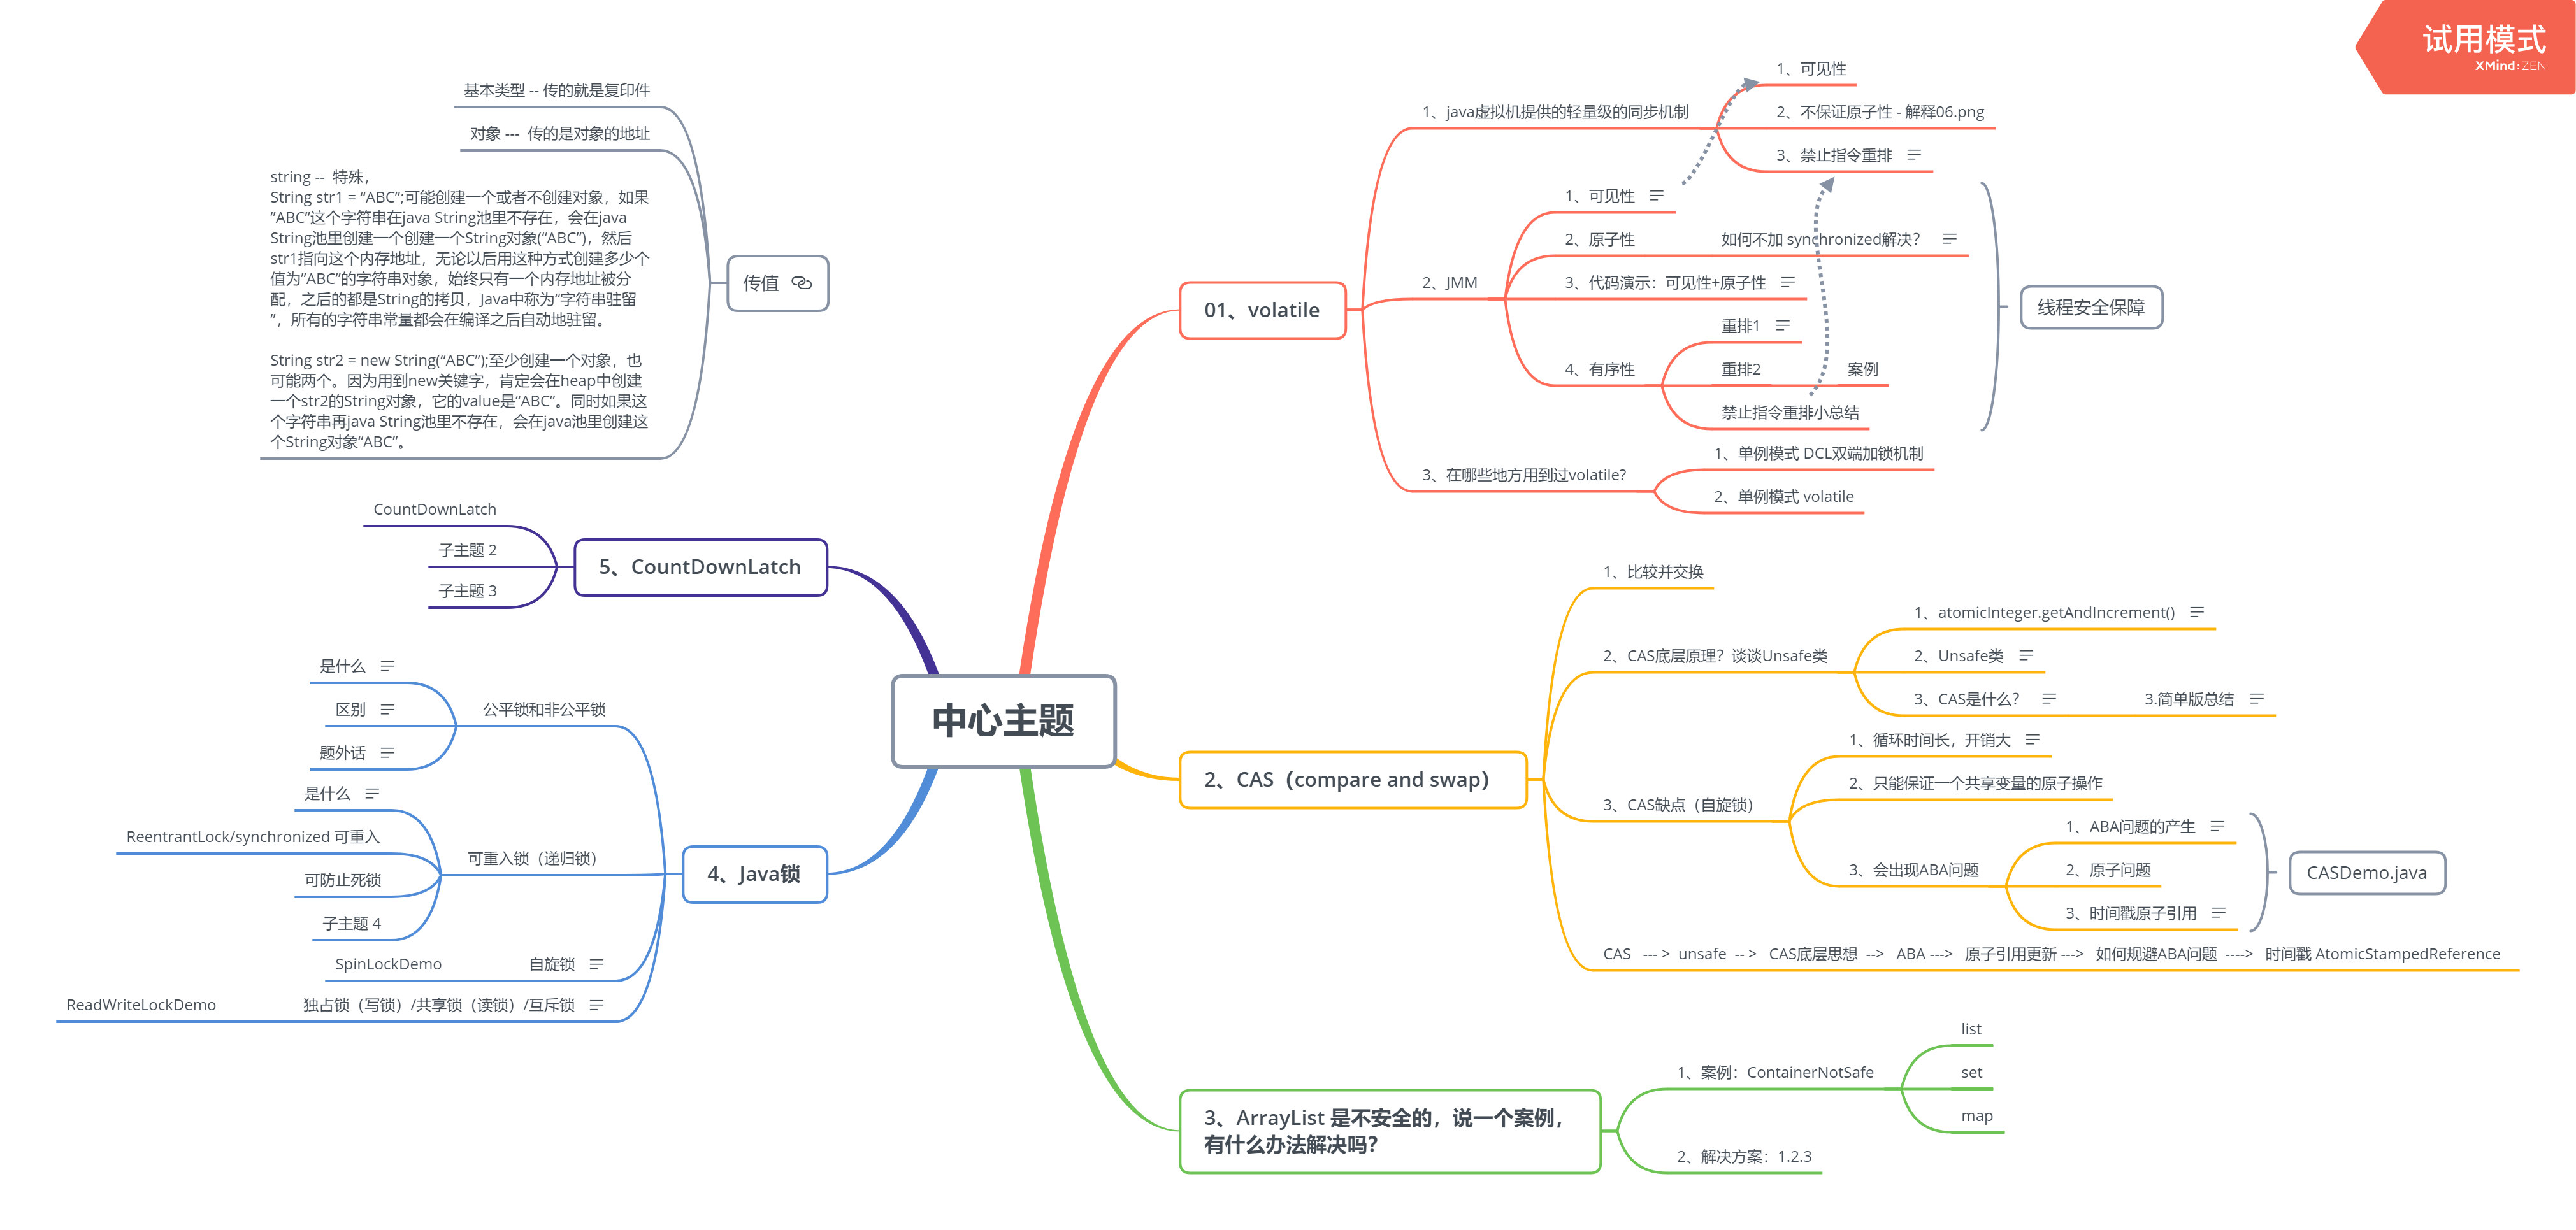 试用模式
XMind:ZEN
中心主题
01、volatile
1、java虚拟机提供的轻量级的同步机制
1、可见性
2、不保证原子性 - 解释06.png
3、禁止指令重排
2、JMM
1、可见性
2、原子性
如何不加 synchronized解决？
3、代码演示：可见性+原子性
4、有序性
重排1
重排2
案例
禁止指令重排小总结
线程安全保障
3、在哪些地方用到过volatile?
1、单例模式 DCL双端加锁机制
2、单例模式 volatile
2、CAS（compare and swap）
1、比较并交换
2、CAS底层原理？谈谈Unsafe类
1、atomicInteger.getAndIncrement()
2、Unsafe类
3、CAS是什么？
3.简单版总结
3、CAS缺点（自旋锁）
1、循环时间长，开销大
2、只能保证一个共享变量的原子操作
3、会出现ABA问题
1、ABA问题的产生
2、原子问题
3、时间戳原子引用
CASDemo.java
CAS --- > unsafe -- > CAS底层思想 --> ABA ---> 原子引用更新 ---> 如何规避ABA问题 ----> 时间戳 AtomicStampedReference
3、ArrayList 是不安全的，说一个案例，
有什么办法解决吗？
1、案例：ContainerNotSafe
list
set
map
2、解决方案：1.2.3
4、Java锁
公平锁和非公平锁
是什么
区别
题外话
可重入锁（递归锁）
是什么
ReentrantLock/synchronized 可重入
可防止死锁
子主题 4
自旋锁
SpinLockDemo
独占锁（写锁）/共享锁（读锁）/互斥锁
ReadWriteLockDemo
5、CountDownLatch
CountDownLatch
子主题 2
子主题 3
传值
基本类型 -- 传的就是复印件
对象 --- 传的是对象的地址
string -- 特殊，
String str1 = “ABC”;可能创建一个或者不创建对象，如果
”ABC”这个字符串在java String池里不存在，会在java
String池里创建一个创建一个String对象(“ABC”)，然后
str1指向这个内存地址，无论以后用这种方式创建多少个
值为”ABC”的字符串对象，始终只有一个内存地址被分
配，之后的都是String的拷贝，Java中称为“字符串驻留
”，所有的字符串常量都会在编译之后自动地驻留。
String str2 = new String(“ABC”);至少创建一个对象，也
可能两个。因为用到new关键字，肯定会在heap中创建
一个str2的String对象，它的value是“ABC”。同时如果这
个字符串再java String池里不存在，会在java池里创建这
个String对象“ABC”。